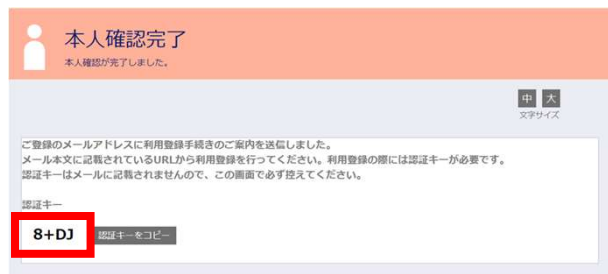 本人確認完了
本人確認が完了しました。
中 大
文字サイズ
ご登録のメールアドレスに利用登録手続きのご案内を送信しました。
メール本文に記載されているURLから利用登録を行ってください。利用登録の際には認証キーが必要です。
認証キーはメールに記載されませんので、この画面で必ず控えてください。
認証キー
8+DJ 認証キーをコピー